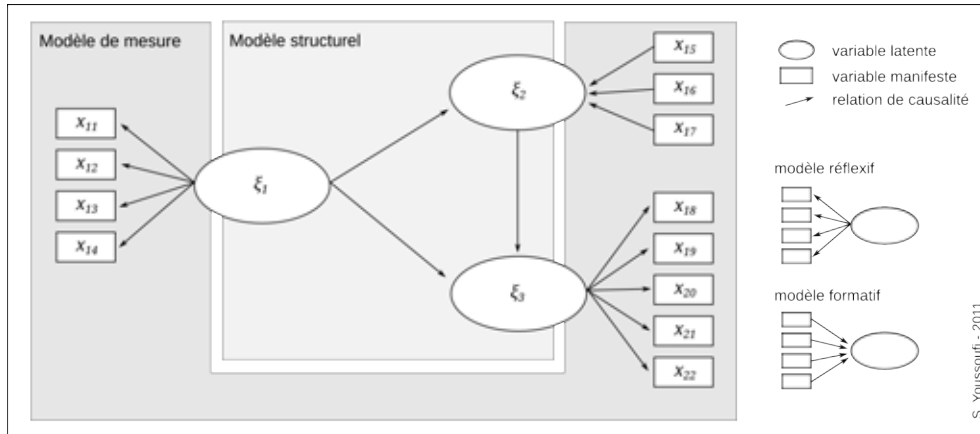 Modèle de mesure
Modèle structurel
x11
x12
x13
x14
ξ1
ξ2
ξ3
x15
x16
x17
x18
x19
x20
x21
x22
variable latente
variable manifeste
relation de causalité
modèle réflexif
modèle formatif
S. Youssoufi - 2011